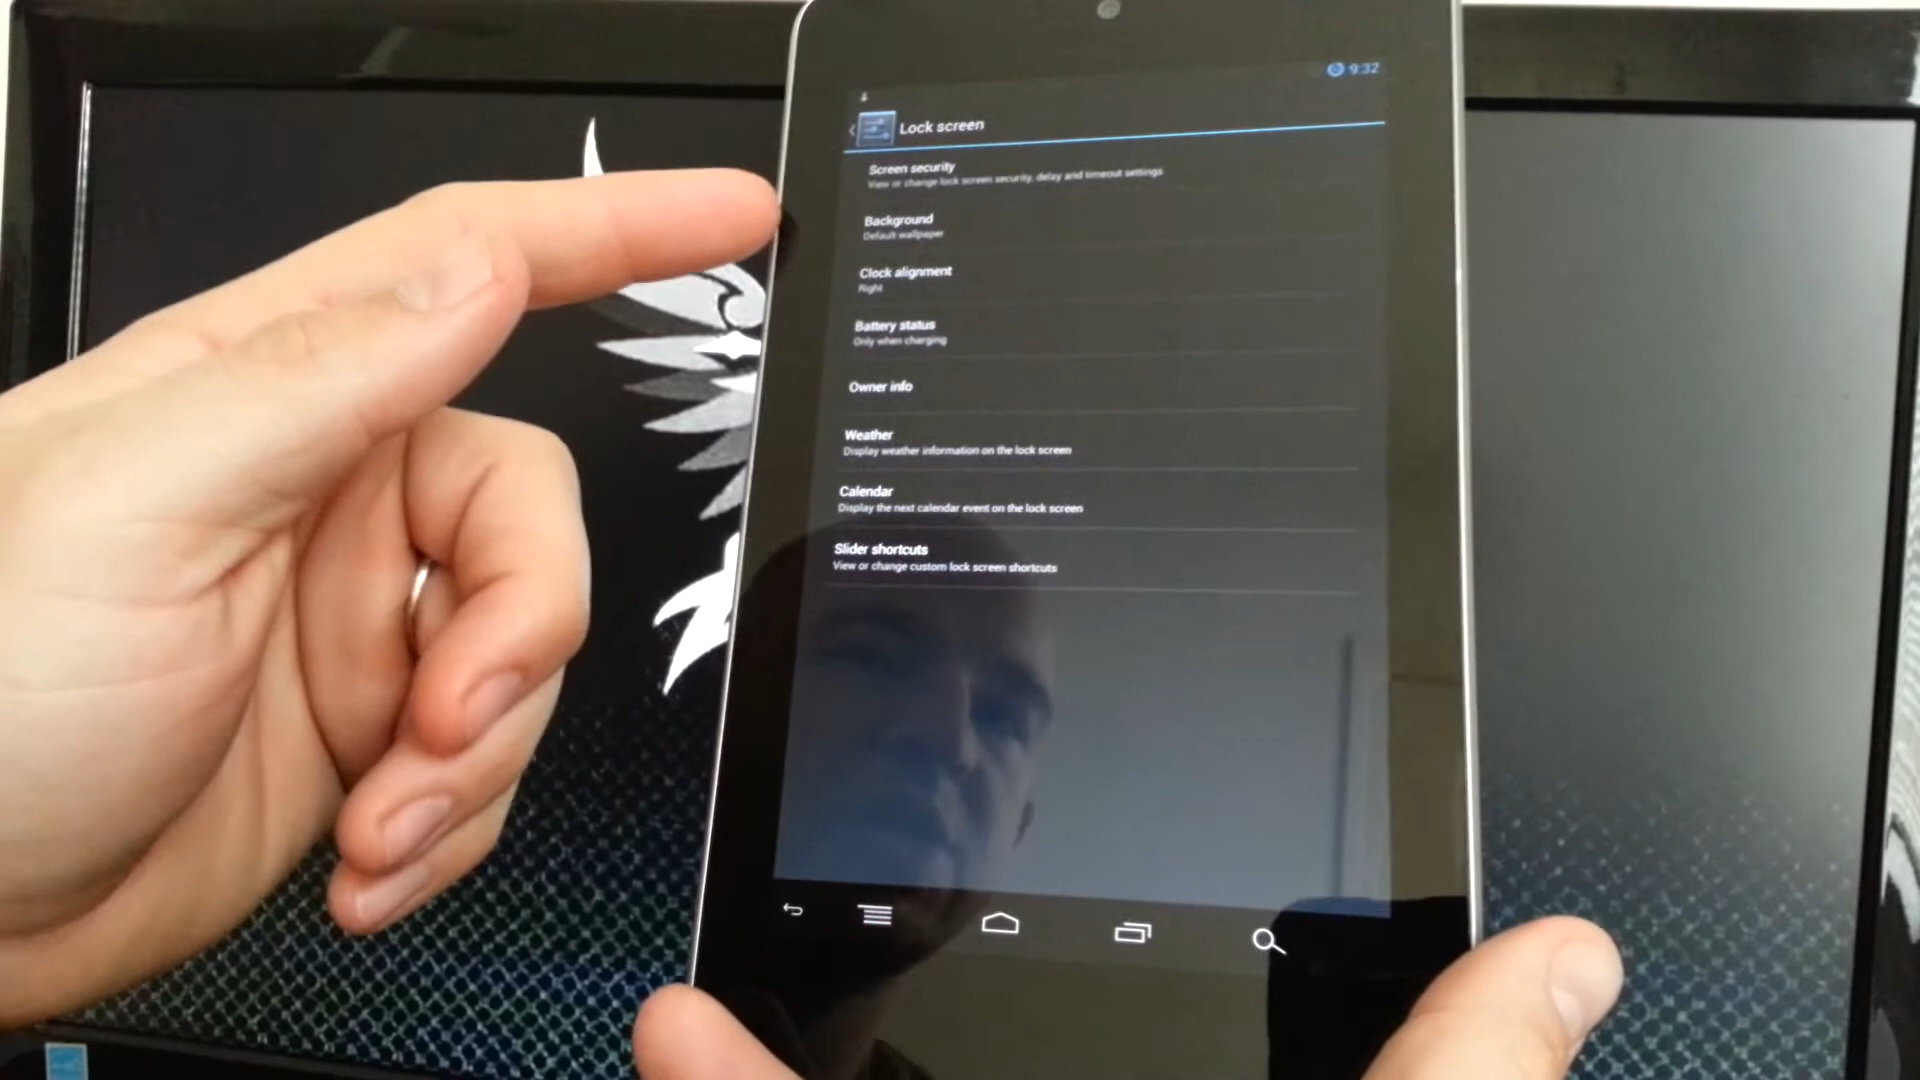 9:32
Lock screen
Screen security
View or change lock screen security, delay and timeout settings
Background
Default wallpaper
Clock alignment
Right
Battery status
Only when charging
Owner info
Weather
Display weather information on the lock screen
Calendar
Display the next calendar event on the lock screen
Slider shortcuts
View or change custom lock screen shortcuts